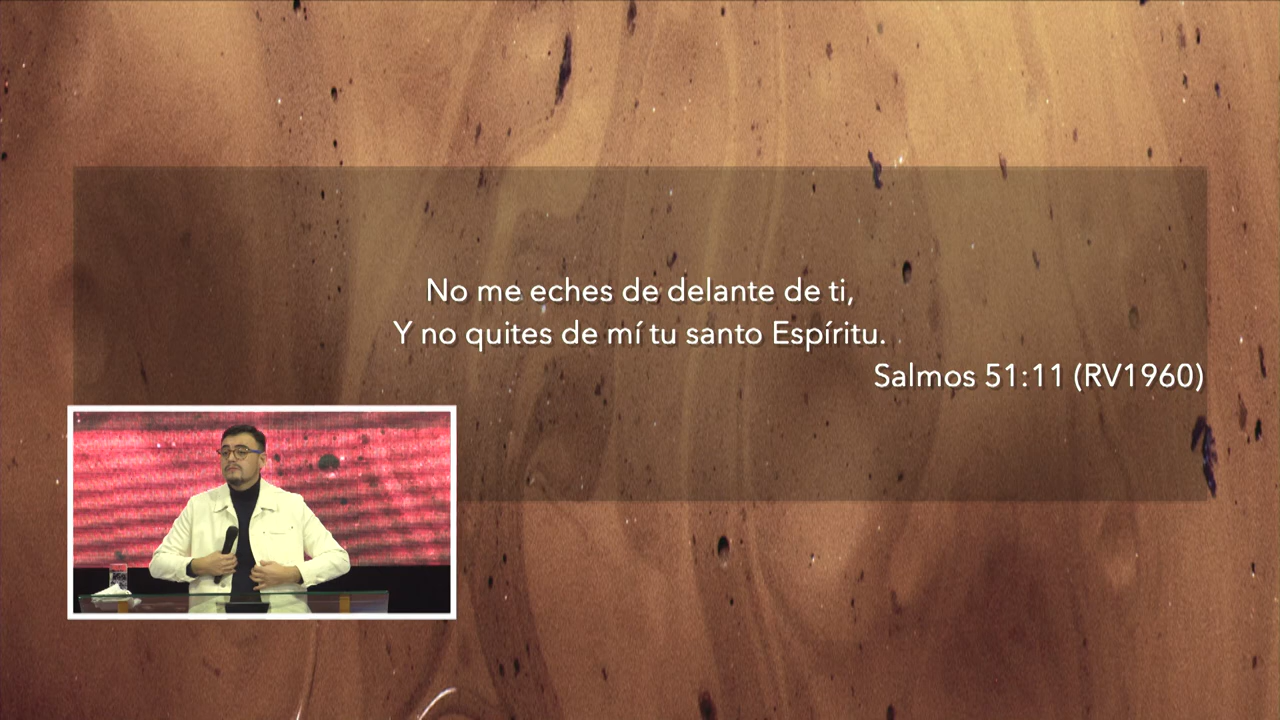 No me eches de delante de ti,
Y no quites de mí tu santo Espíritu.
Salmos 51:11 (RV1960)